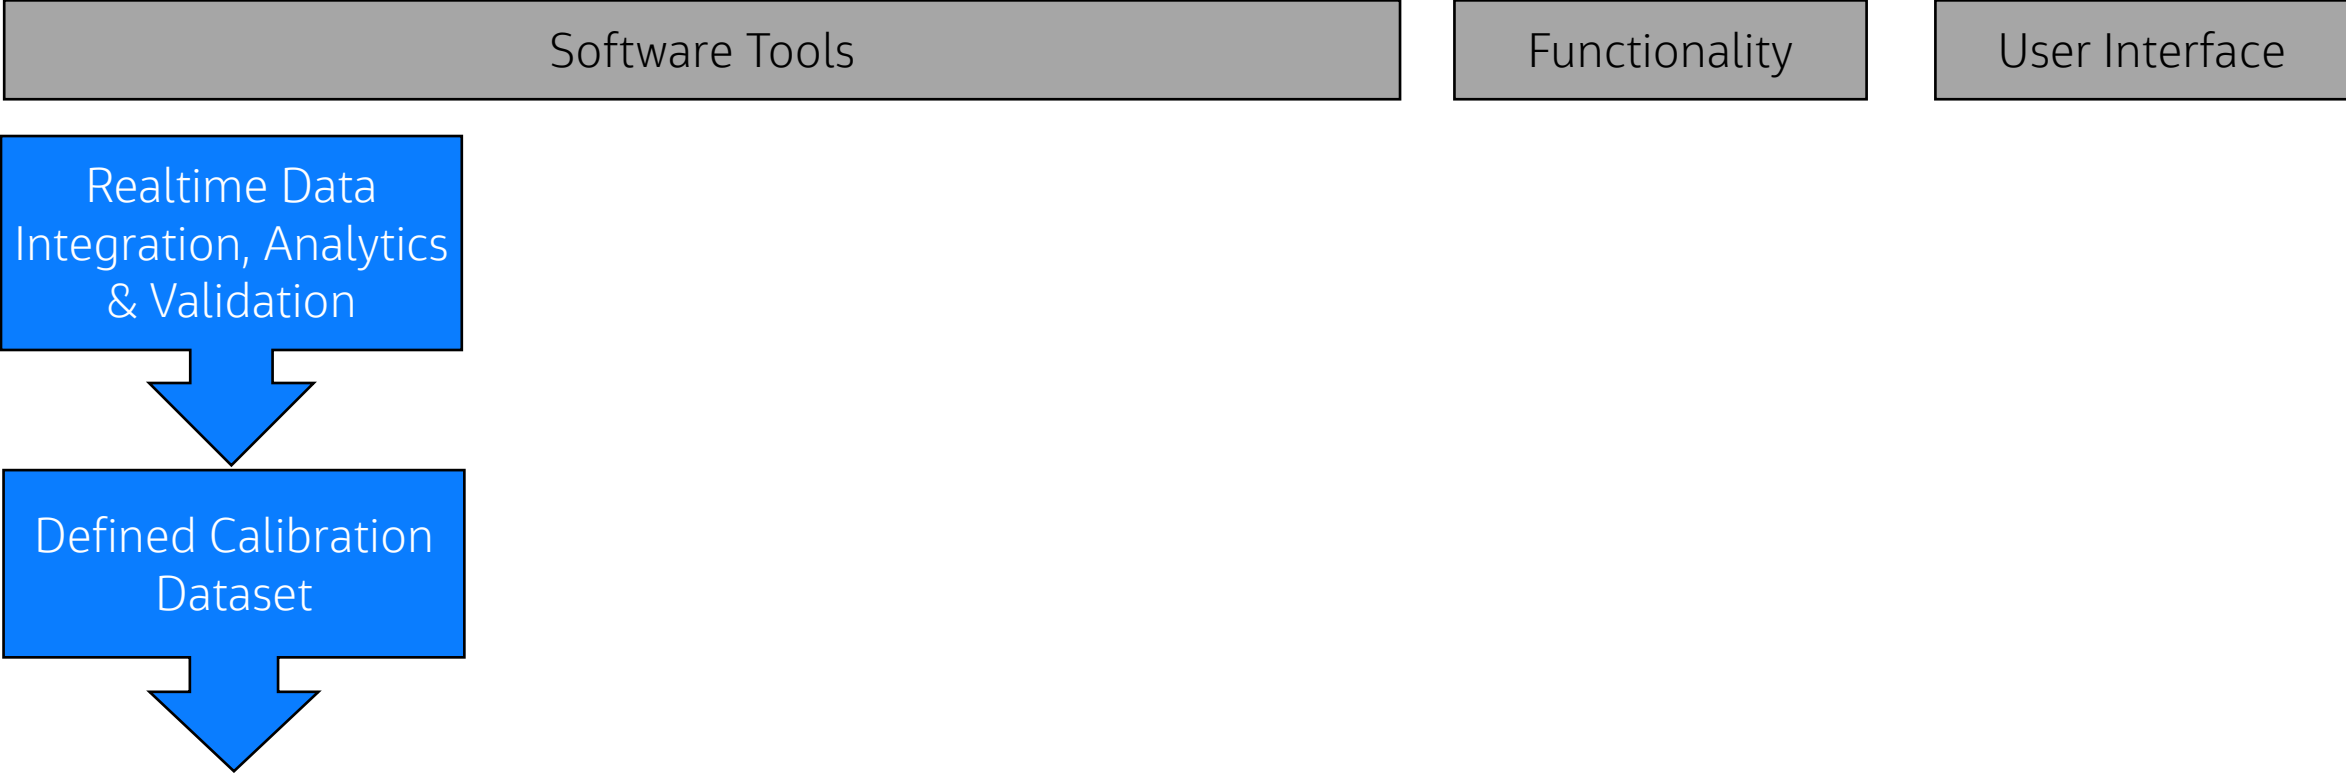 Software Tools
Functionality
User Interface
Realtime Data
Integration, Analytics
& Validation
Defined Calibration
Dataset